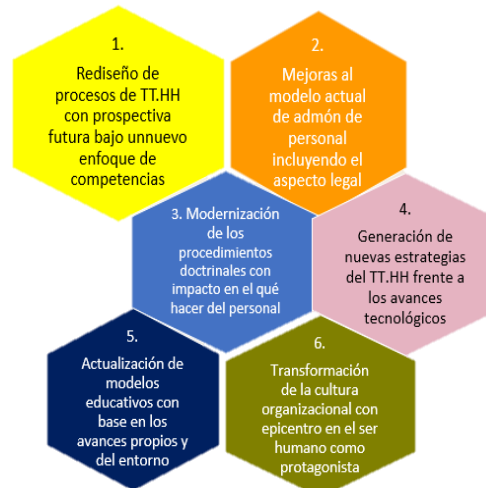 1.
Rediseño de
procesos de TT.HH
con prospectiva
futura bajo unnuevo
enfoque de
competencias
2.
Mejoras al
modelo actual
de admón de
personal
incluyendo el
aspecto legal
3. Modernización
de los
procedimientos
doctrinales con
impacto en el qué
hacer del personal
4.
Generación de
nuevas estrategias
del TT.HH frente a
los avances
tecnológicos
5.
Actualización de
modelos
educativos con
base en los
avances propios y
del entorno
6.
Transformación
de la cultura
organizacional con
epicentro en el ser
humano como
protagonista